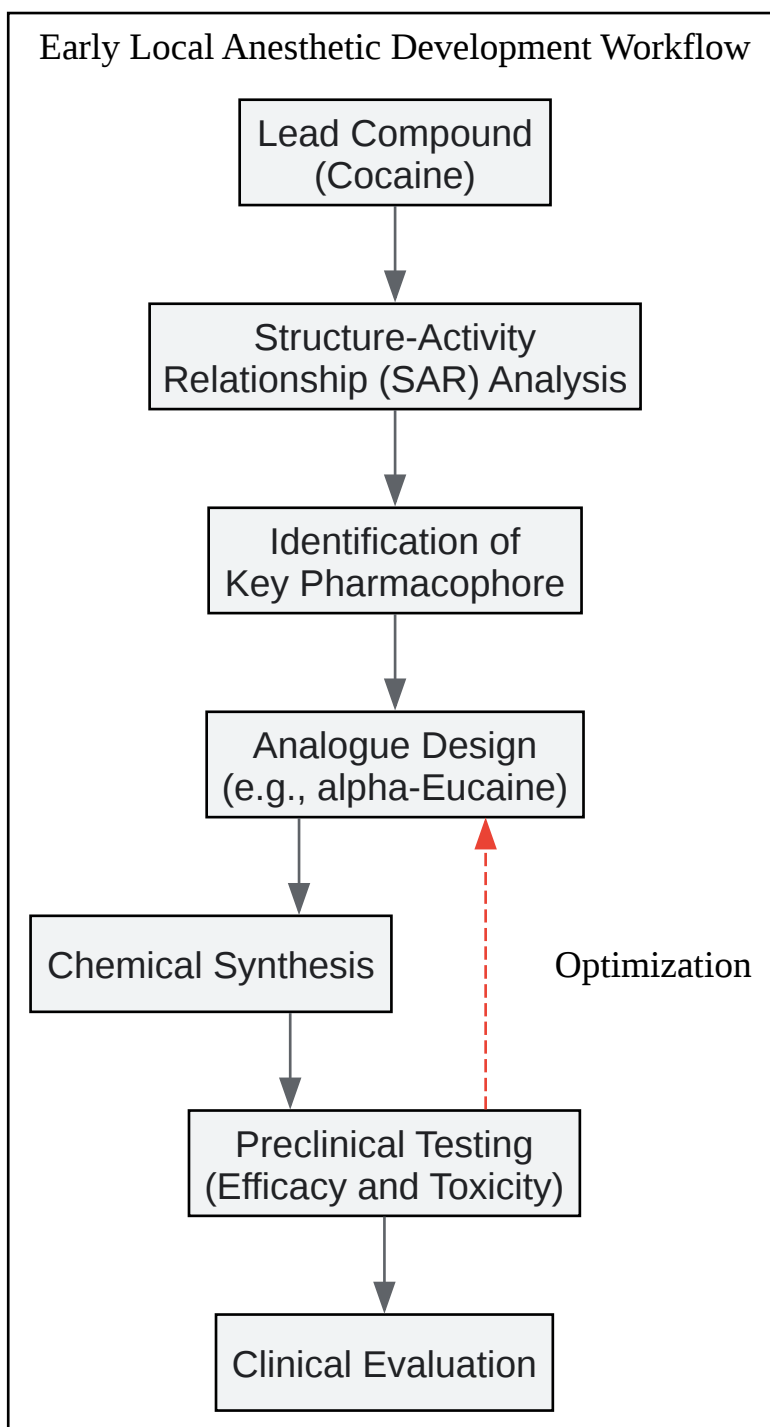 Early Local Anesthetic Development Workflow
Lead Compound
(Cocaine)
Structure-Activity
Relationship (SAR) Analysis
Identification of
Key Pharmacophore
Analogue Design
(e.g., alpha-Eucaine)
Chemical Synthesis
Optimization
Preclinical Testing
(Efficacy and Toxicity)
Clinical Evaluation